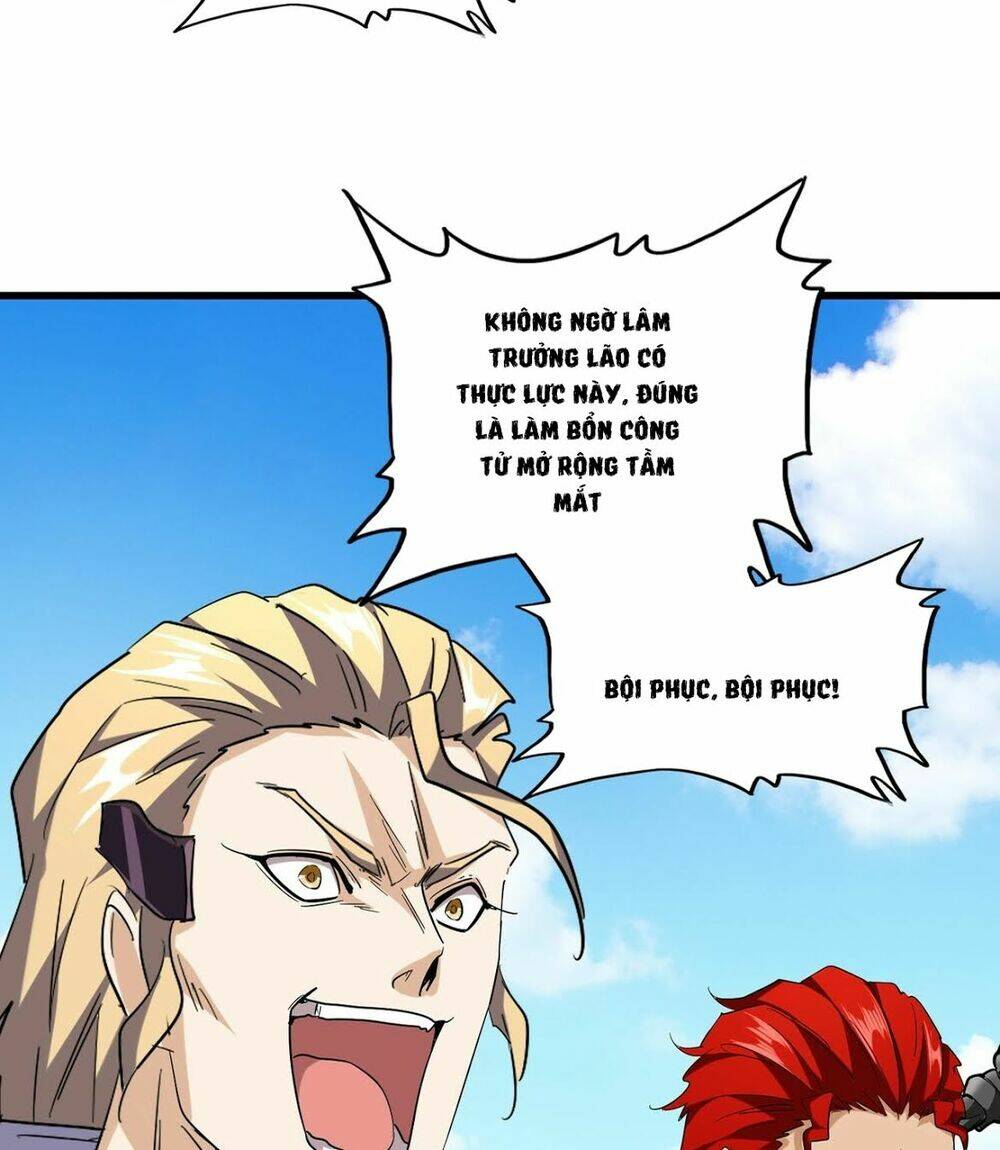 KHÔNG NGỜ LÂM
TRƯỞNG LÃO CÓ
THỰC LỰC NÀY, ĐÚNG
LÀ LÀM BỔN CÔNG
TỬ MỞ RỘNG TẦM
MẮT
BỘI PHỤC, BỘI PHỤC!